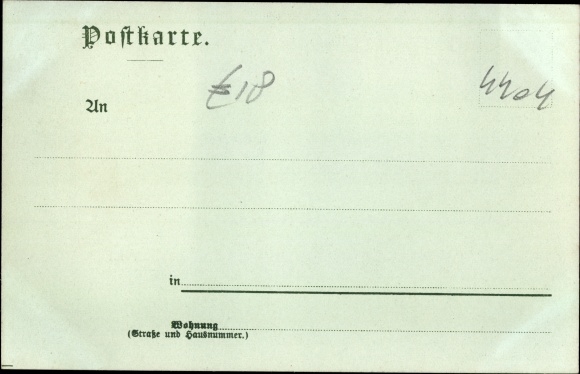 Postkarte.
€18 4404
An
in
Wohnung
(Straße und Hausnummer.)